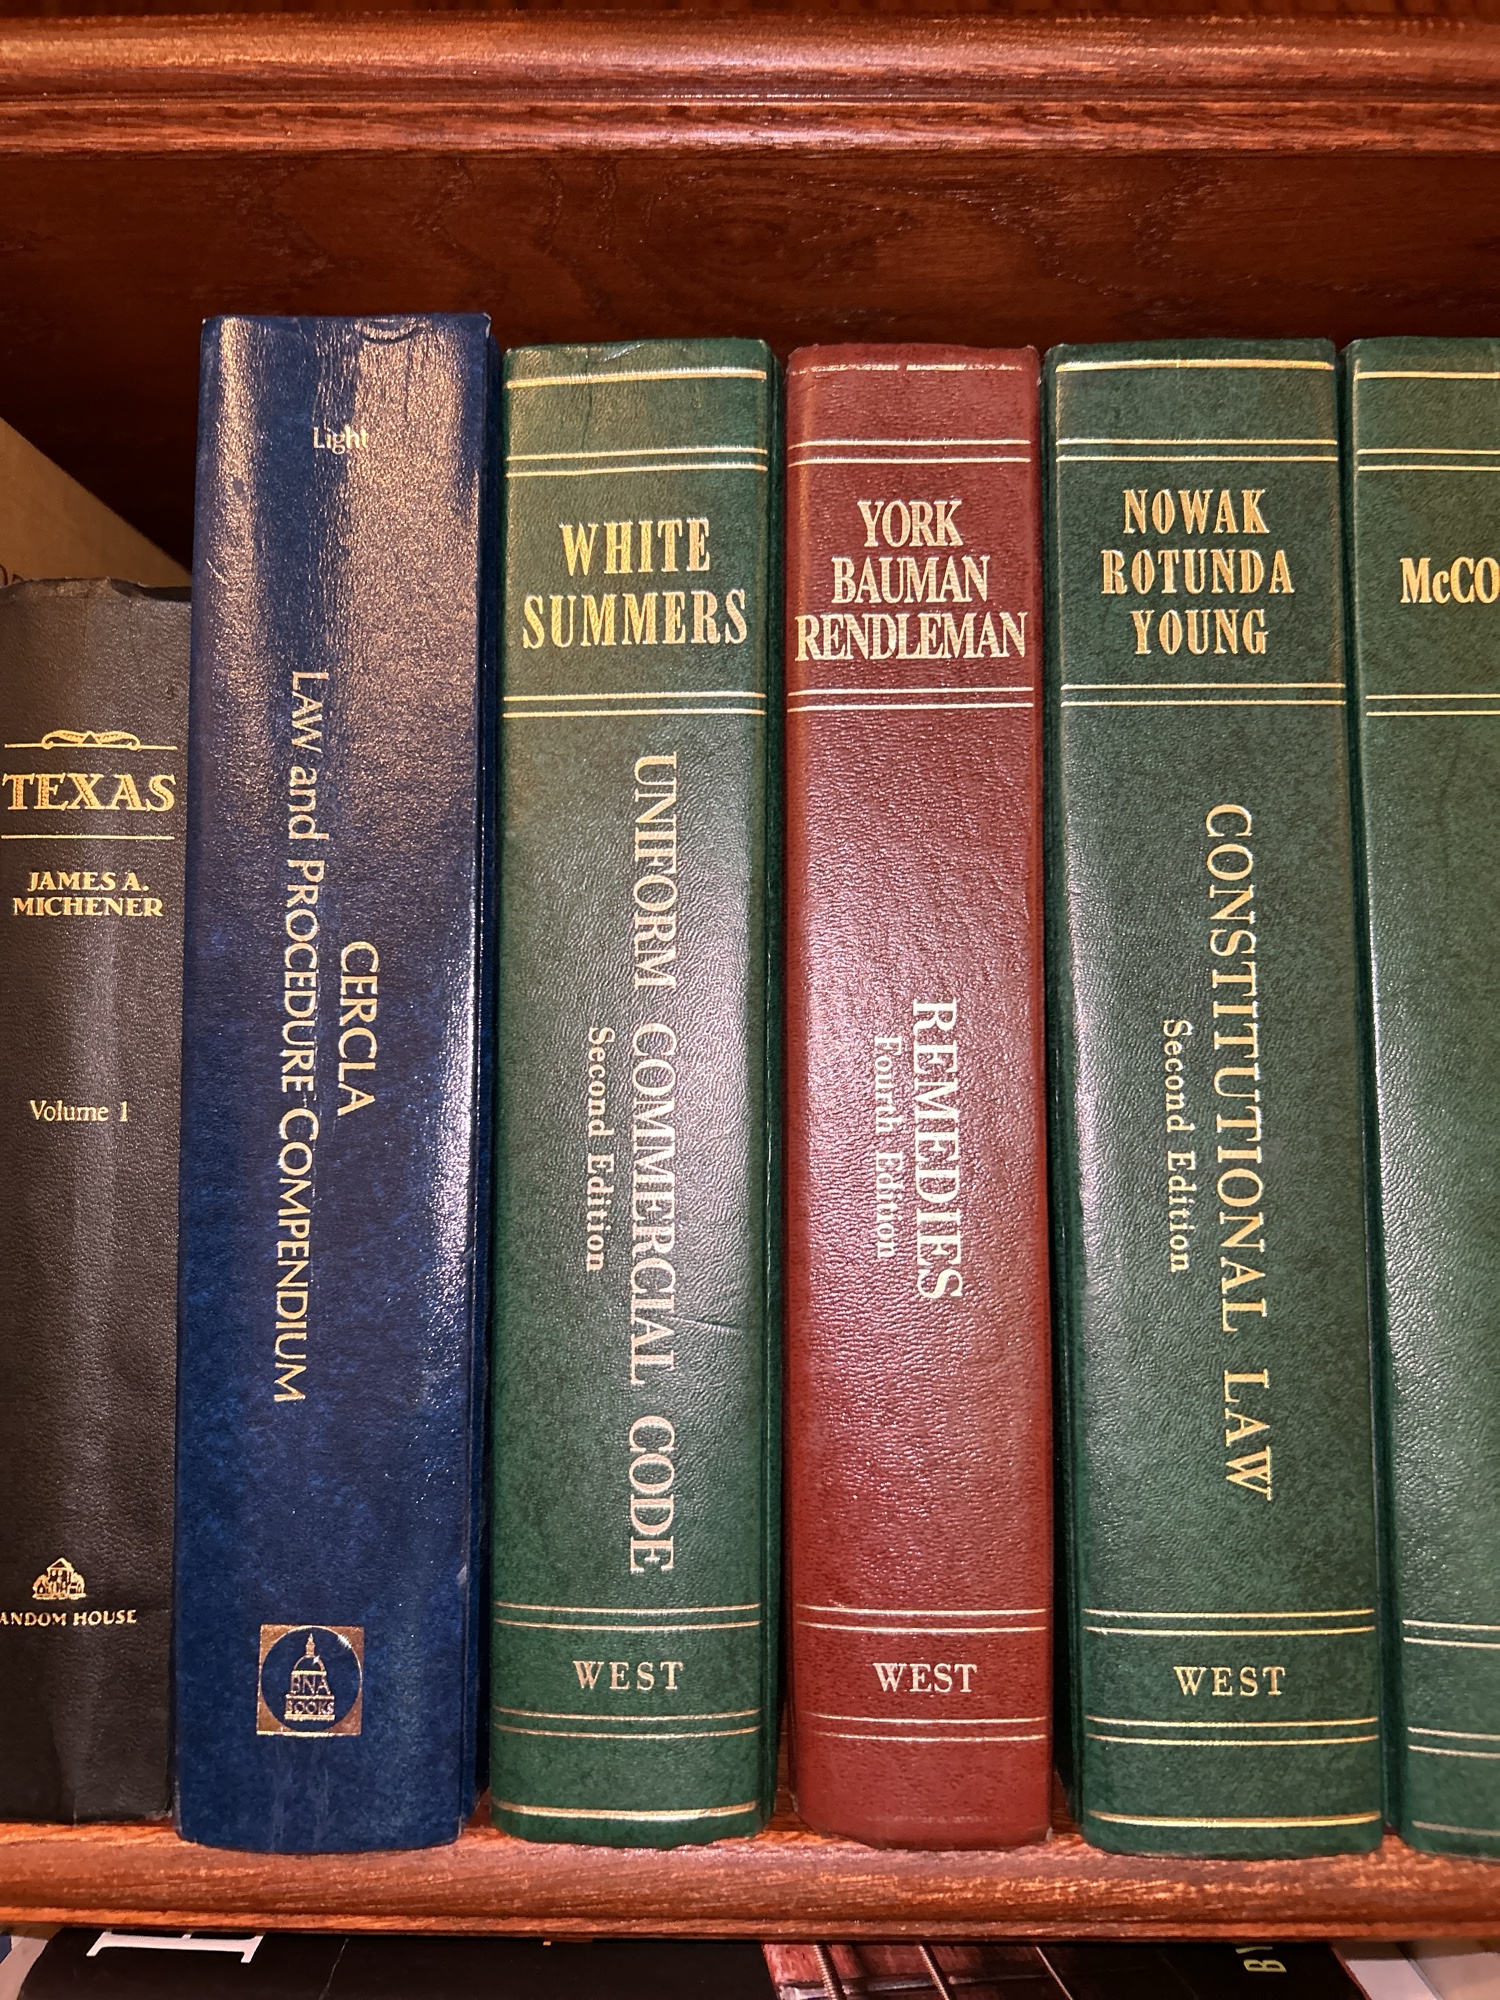 TEXAS
JAMES A.
MICHENER
Volume 1
ANDOM HOUSE
Light
CERCLA
LAW and PROCEDURE COMPENDIUM
BNA
BOOKS
WHITE
SUMMERS
UNIFORM COMMERCIAL CODE
Second Edition
WEST
YORK
BAUMAN
RENDLEMAN
REMEDIES
Fourth Edition
WEST
NOWAK
ROTUNDA
YOUNG
CONSTITUTIONAL LAW
Second Edition
WEST
McCO